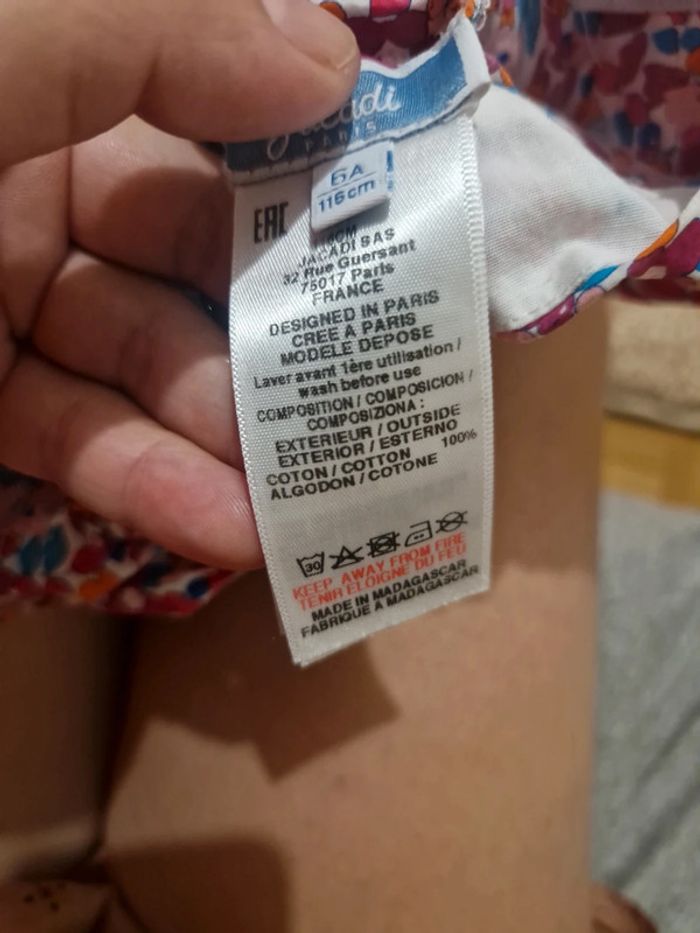 Jacadi
PARIS
6A
116cm
EAC
JACADI SAS
32 Rue Guersant
75017 Paris
FRANCE
DESIGNED IN PARIS
CREE A PARIS
MODELE DEPOSE
Laver avant 1ère utilisation /
wash before use
COMPOSITION / COMPOSICION /
COMPOSIZIONA :
EXTERIEUR / OUTSIDE
EXTERIOR / ESTERNO
100%
COTON / COTTON
ALGODON / COTONE
30
KEEP AWAY FROM FIRE
TENIR ELOIGNE DU FEU
MADE IN MADAGASCAR
FABRIQUE A MADAGASCAR